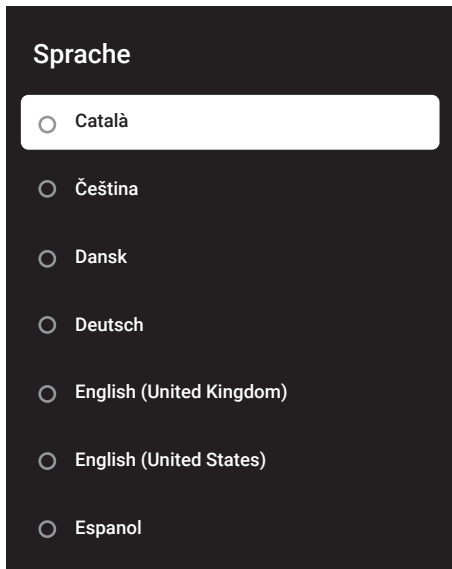 Sprache
Català
Čeština
Dansk
Deutsch
English (United Kingdom)
English (United States)
Espanol